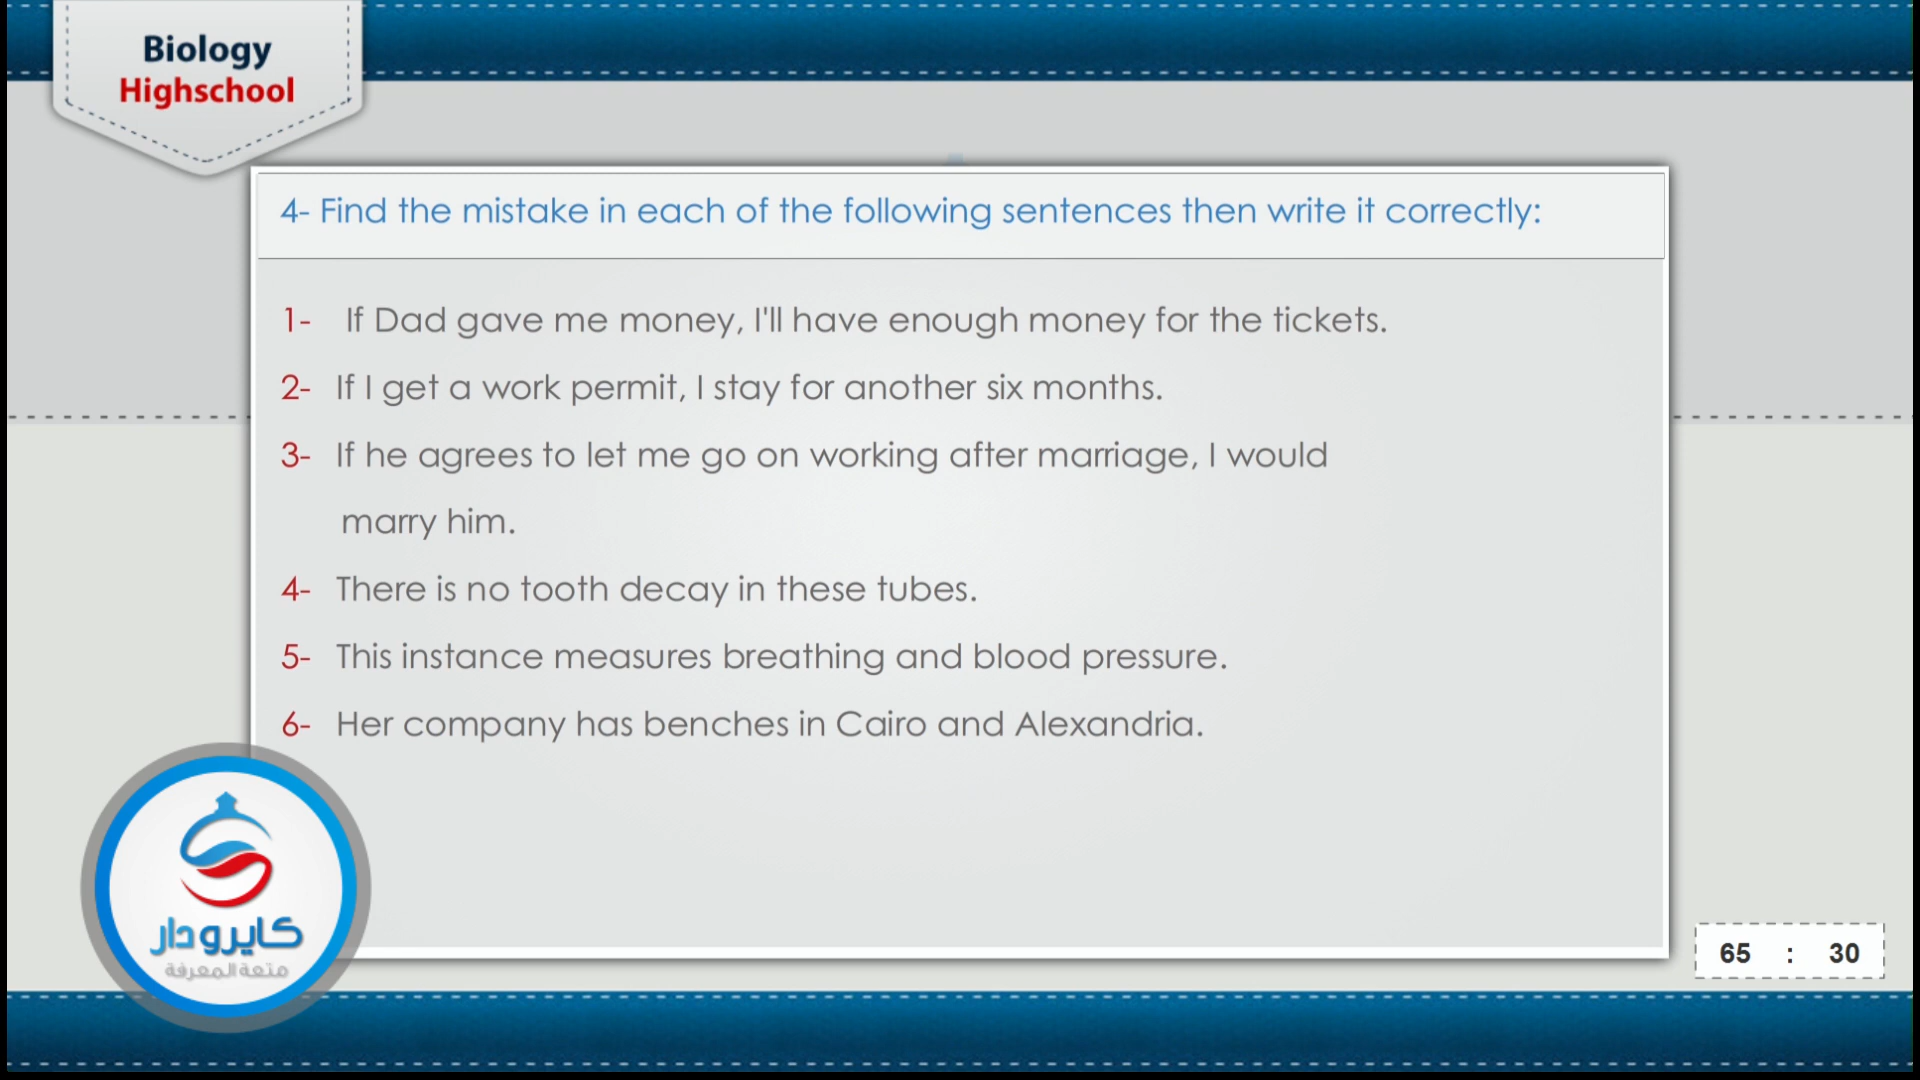 Biology
Highschool
4- Find the mistake in each of the following sentences then write it correctly:
1- If Dad gave me money, I'll have enough money for the tickets.
2- If I get a work permit, I stay for another six months.
3- If he agrees to let me go on working after marriage, I would
marry him.
4- There is no tooth decay in these tubes.
5- This instance measures breathing and blood pressure.
6- Her company has benches in Cairo and Alexandria.
كايرودار
متعة المعرفة
65 : 30